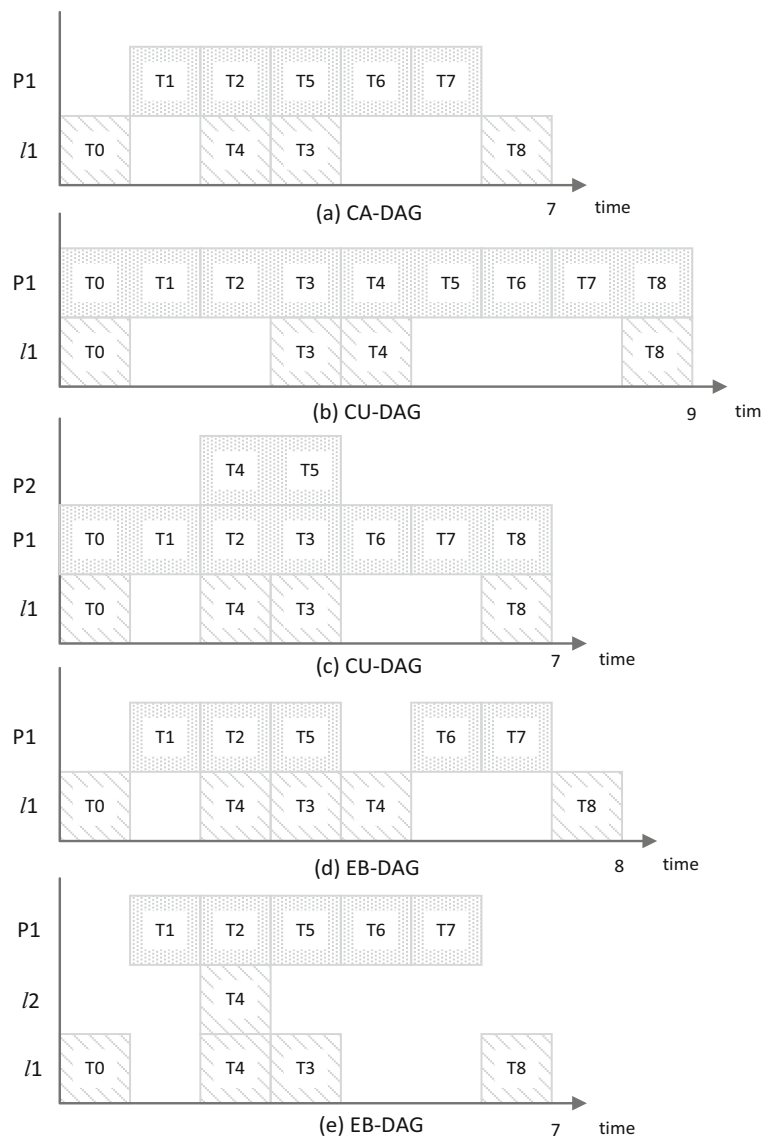 P1 T1 T2 T5 T6 T7
l1 T0 T4 T3 T8
7 time
(a) CA-DAG
P1 T0 T1 T2 T3 T4 T5 T6 T7 T8
l1 T0 T3 T4 T8
(b) CU-DAG
9 tim
P2 T4 T5
P1 T0 T1 T2 T3 T6 T7 T8
l1 T0 T4 T3 T8
7 time
(c) CU-DAG
P1 T1 T2 T5 T6 T7
l1 T0 T4 T3 T4 T8
(d) EB-DAG
8 time
P1 T1 T2 T5 T6 T7
l2 T4
l1 T0 T4 T3 T8
(e) EB-DAG
7 time